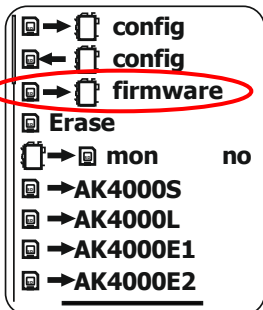 config
config
firmware
Erase
mon no
AK4000S
AK4000L
AK4000E1
AK4000E2